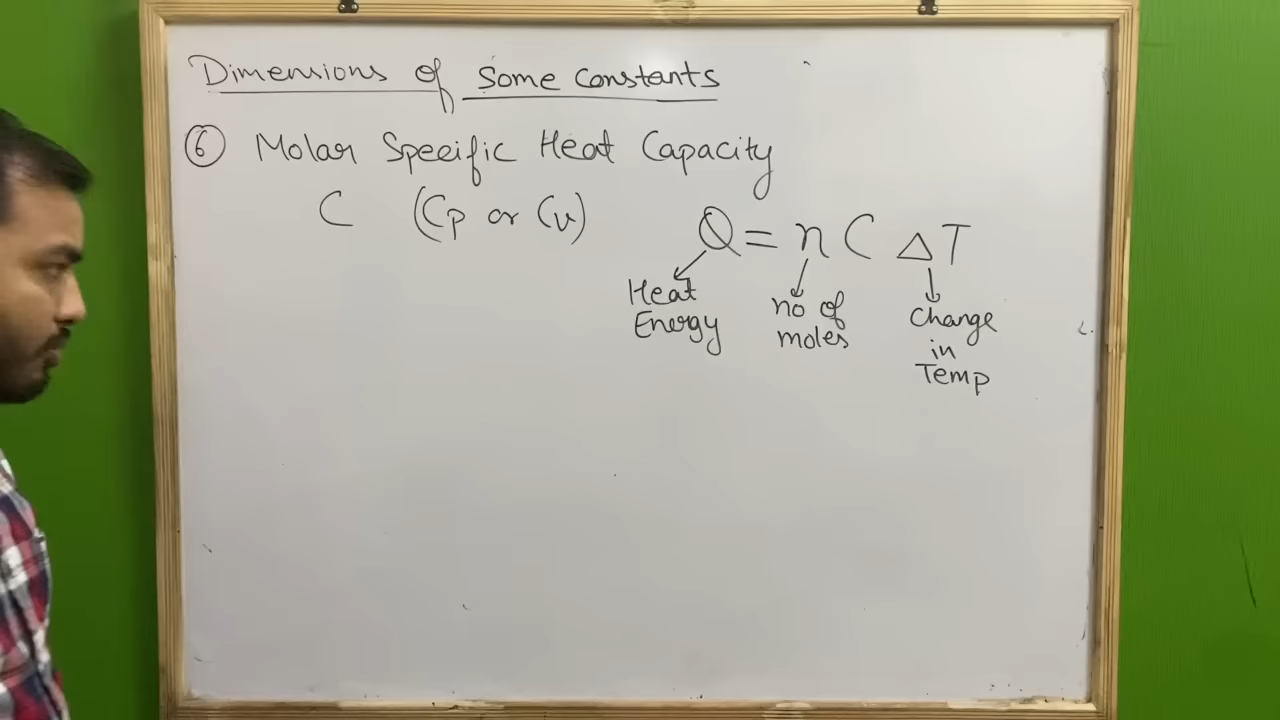 Dimensions of Some Constants
⑥ Molar Specific Heat Capacity
C (Cp or Cv)
Q = n C ΔT
Heat Energy
no of moles
Change in Temp